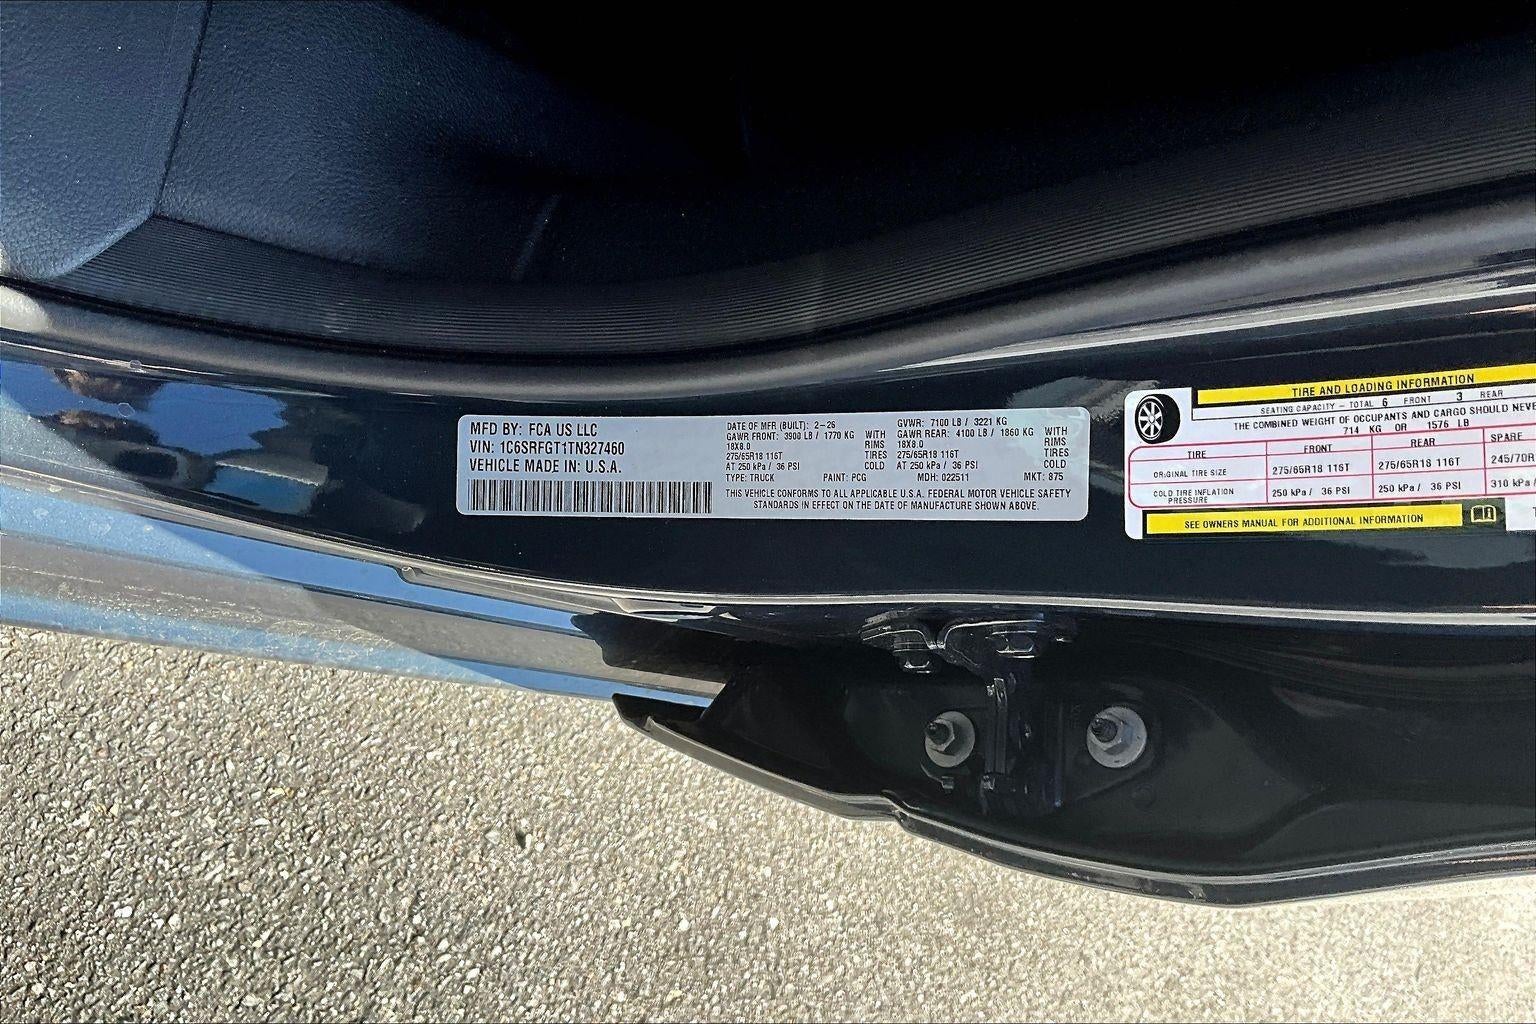 MFD BY: FCA US LLC
VIN: 1C6SRFGT1TN327460
VEHICLE MADE IN: U.S.A.
DATE OF MFR (BUILT): 2-26
GAWR FRONT: 3900 LB / 1770 KG WITH
18X8.0 RIMS
275/65R18 116T TIRES
AT 250 kPa / 36 PSI COLD
TYPE: TRUCK PAINT: PCG
GVWR: 7100 LB / 3221 KG
GAWR REAR: 4100 LB / 1860 KG WITH
18X8.0 RIMS
275/65R18 116T TIRES
AT 250 kPa / 36 PSI COLD
MDH: 022511 MKT: 875
THIS VEHICLE CONFORMS TO ALL APPLICABLE U.S.A. FEDERAL MOTOR VEHICLE SAFETY
STANDARDS IN EFFECT ON THE DATE OF MANUFACTURE SHOWN ABOVE.
TIRE AND LOADING INFORMATION
SEATING CAPACITY - TOTAL 6 FRONT 3 REAR
THE COMBINED WEIGHT OF OCCUPANTS AND CARGO SHOULD NEVE
714 KG OR 1576 LB
TIRE FRONT REAR SPARE
ORIGINAL TIRE SIZE 275/65R18 116T 275/65R18 116T 245/70R
COLD TIRE INFLATION PRESSURE 250 kPa / 36 PSI 250 kPa / 36 PSI 310 kPa /
SEE OWNERS MANUAL FOR ADDITIONAL INFORMATION